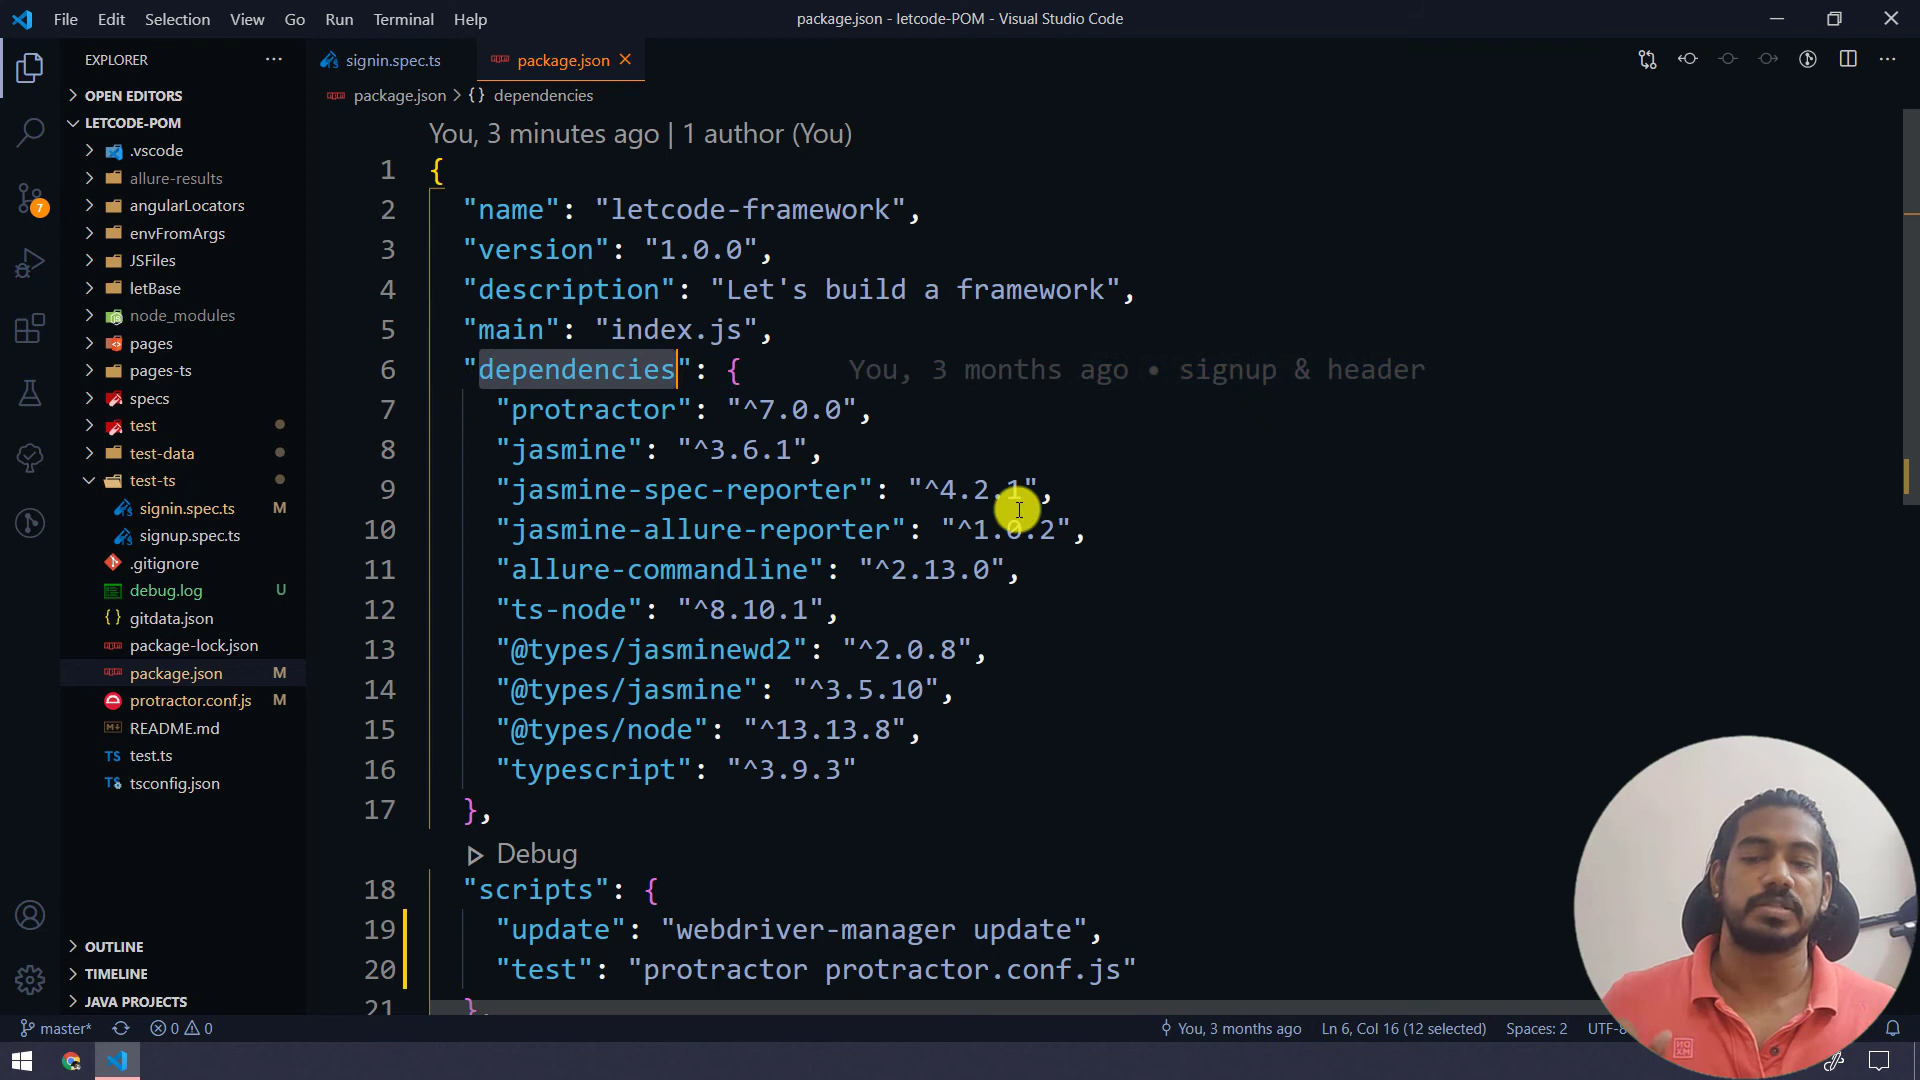 File Edit Selection View Go Run Terminal Help
package.json - letcode-POM - Visual Studio Code
EXPLORER
OPEN EDITORS
LETCODE-POM
.vscode
allure-results
angularLocators
envFromArgs
JSFiles
letBase
node_modules
pages
pages-ts
specs
test
test-data
test-ts
signin.spec.ts M
signup.spec.ts
.gitignore
debug.log U
gitdata.json
package-lock.json
package.json M
protractor.conf.js M
README.md
TS test.ts
tsconfig.json
OUTLINE
TIMELINE
JAVA PROJECTS
7
signin.spec.ts
package.json
package.json > {} dependencies
You, 3 minutes ago | 1 author (You)
1 {
2 "name": "letcode-framework",
3 "version": "1.0.0",
4 "description": "Let's build a framework",
5 "main": "index.js",
6 "dependencies": { You, 3 months ago • signup & header
7 "protractor": "^7.0.0",
8 "jasmine": "^3.6.1",
9 "jasmine-spec-reporter": "^4.2.1",
10 "jasmine-allure-reporter": "^1.0.2",
11 "allure-commandline": "^2.13.0",
12 "ts-node": "^8.10.1",
13 "@types/jasminewd2": "^2.0.8",
14 "@types/jasmine": "^3.5.10",
15 "@types/node": "^13.13.8",
16 "typescript": "^3.9.3"
17 },
Debug
18 "scripts": {
19 "update": "webdriver-manager update",
20 "test": "protractor protractor.conf.js"
21 },
master* 0 0
You, 3 months ago
Ln 6, Col 16 (12 selected)
Spaces: 2